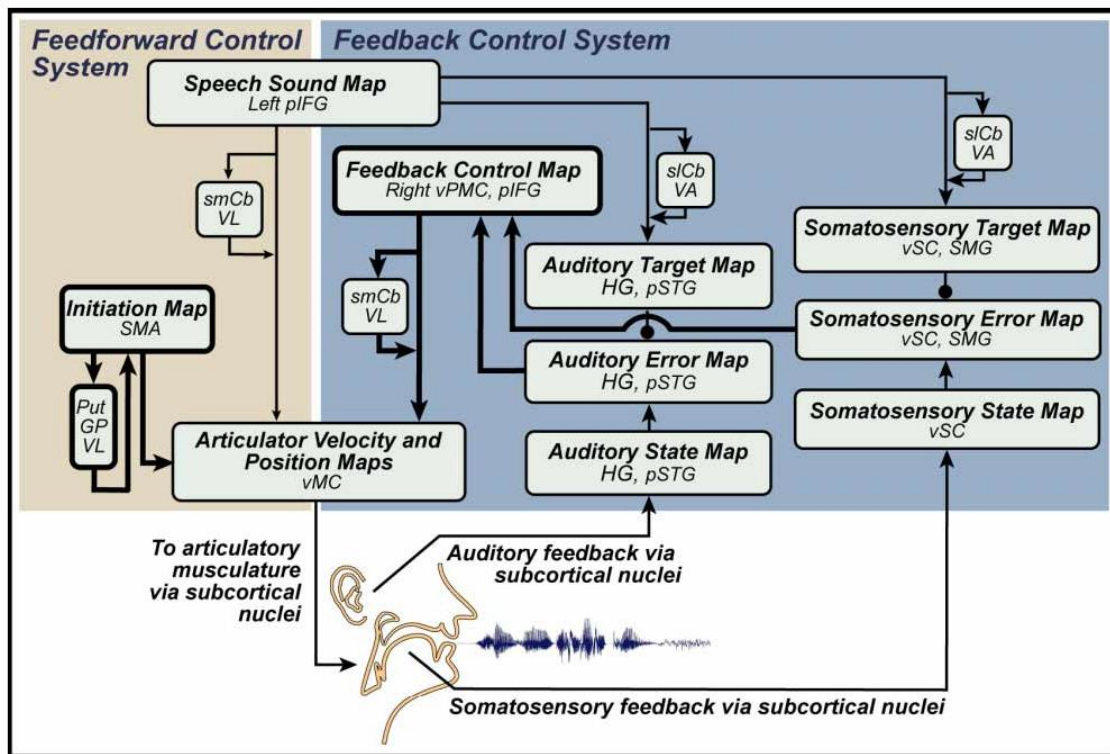 Feedforward Control
System
Feedback Control System
Speech Sound Map
Left pIFG
smCb
VL
Initiation Map
SMA
Put
GP
VL
Feedback Control Map
Right vPMC, pIFG
smCb
VL
Articulator Velocity and
Position Maps
vMC
slCb
VA
Auditory Target Map
HG, pSTG
Auditory Error Map
HG, pSTG
Auditory State Map
HG, pSTG
slCb
VA
Somatosensory Target Map
vSC, SMG
Somatosensory Error Map
vSC, SMG
Somatosensory State Map
vSC
To articulatory
musculature
via subcortical
nuclei
Auditory feedback via
subcortical nuclei
Somatosensory feedback via subcortical nuclei